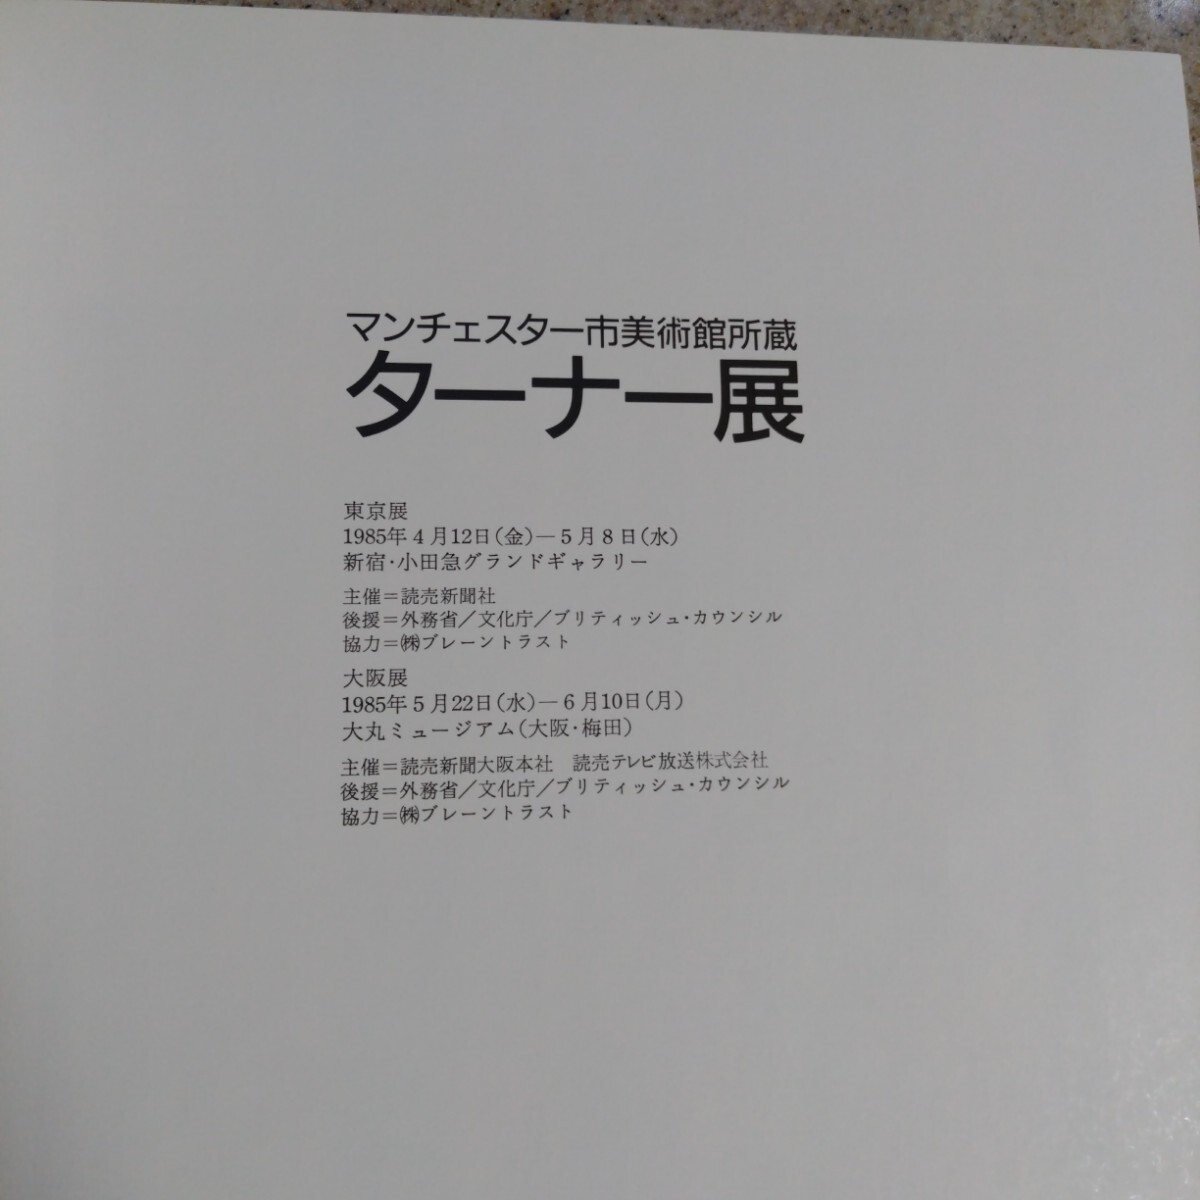 マンチェスター市美術館所蔵
ターナー展
東京展
1985年4月12日(金)―5月8日(水)
新宿・小田急グランドギャラリー
主催＝読売新聞社
後援＝外務省／文化庁／ブリティッシュ・カウンシル
協力＝㈱ブレーントラスト
大阪展
1985年5月22日(水)―6月10日(月)
大丸ミュージアム(大阪・梅田)
主催＝読売新聞大阪本社　読売テレビ放送株式会社
後援＝外務省／文化庁／ブリティッシュ・カウンシル
協力＝㈱ブレーントラスト